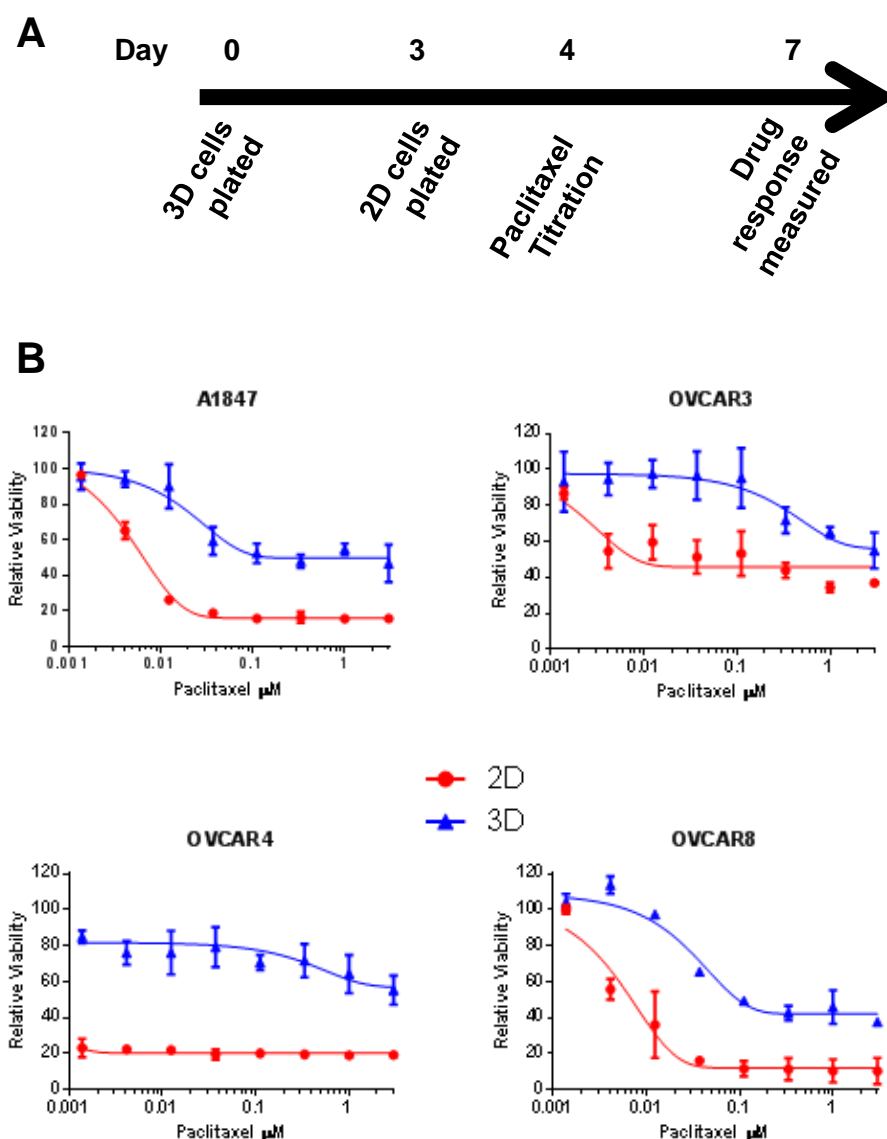 A
Day 0 3 4 7
3D cells
plated
2D cells
plated
Paclitaxel
Titration
Drug
response
measured
B
A1847
120
100
80
60
40
20
0
Relative Viability
0.001 0.01 0.1 1
Paclitaxel µM
OVCAR3
120
100
80
60
40
20
0
Relative Viability
0.001 0.01 0.1 1
Paclitaxel µM
2D
3D
OVCAR4
120
100
80
60
40
20
0
Relative Viability
0.001 0.01 0.1 1
Paclitaxel µM
OVCAR8
120
100
80
60
40
20
0
Relative Viability
0.001 0.01 0.1 1
Paclitaxel µM